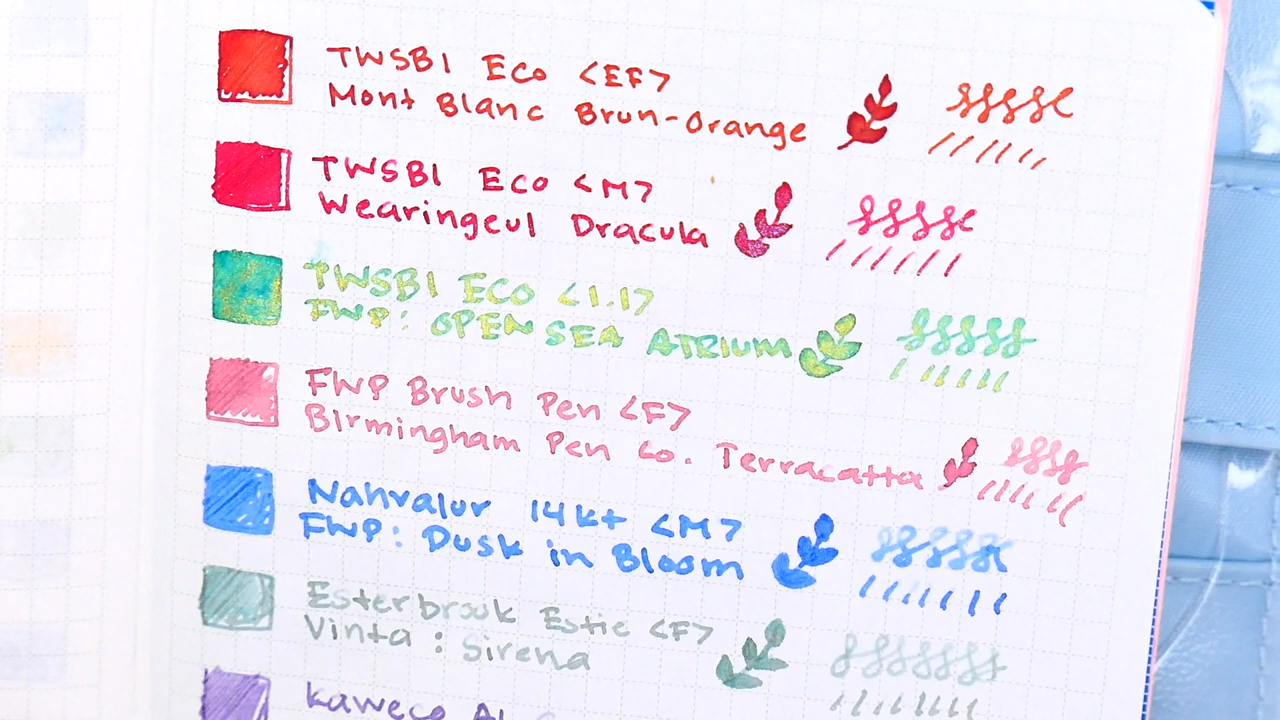 TWSBI Eco <EF>
Mont Blanc Brun-Orange
TWSBI Eco <M>
Wearingeul Dracula
TWSBI ECO <1.1>
FWP: OPEN SEA ATRIUM
FWP Brush Pen <F>
Birmingham Pen Co. Terracatta
Nahvalur 14kt <M>
FWP: Dusk in Bloom
Esterbrook Estie <F>
Vinta: Sirena
Kaweco AL